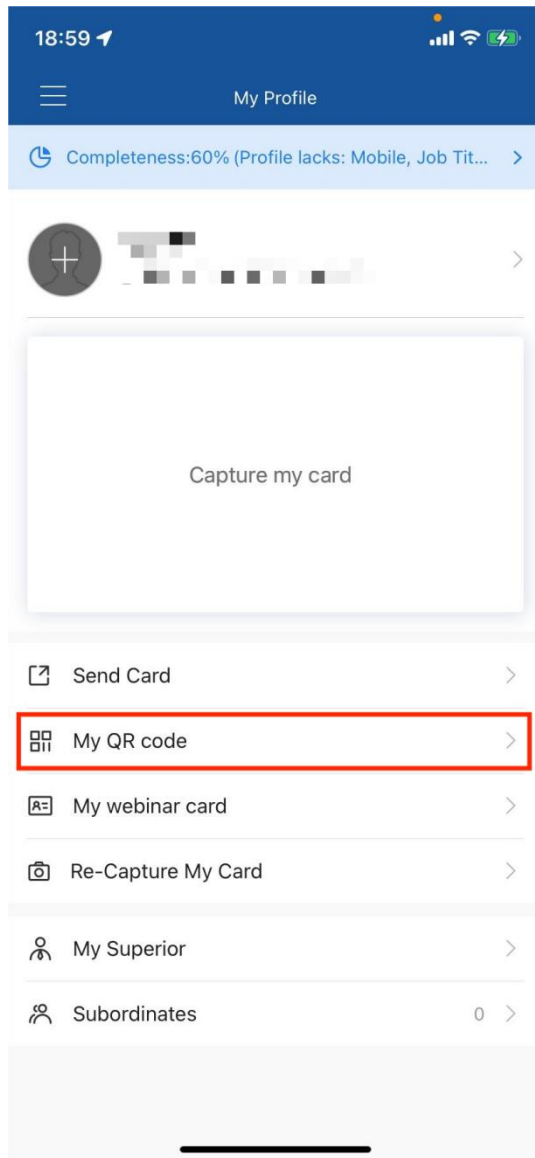 18:59
My Profile
Completeness:60% (Profile lacks: Mobile, Job Tit...
Capture my card
Send Card
My QR code
My webinar card
Re-Capture My Card
My Superior
Subordinates 0